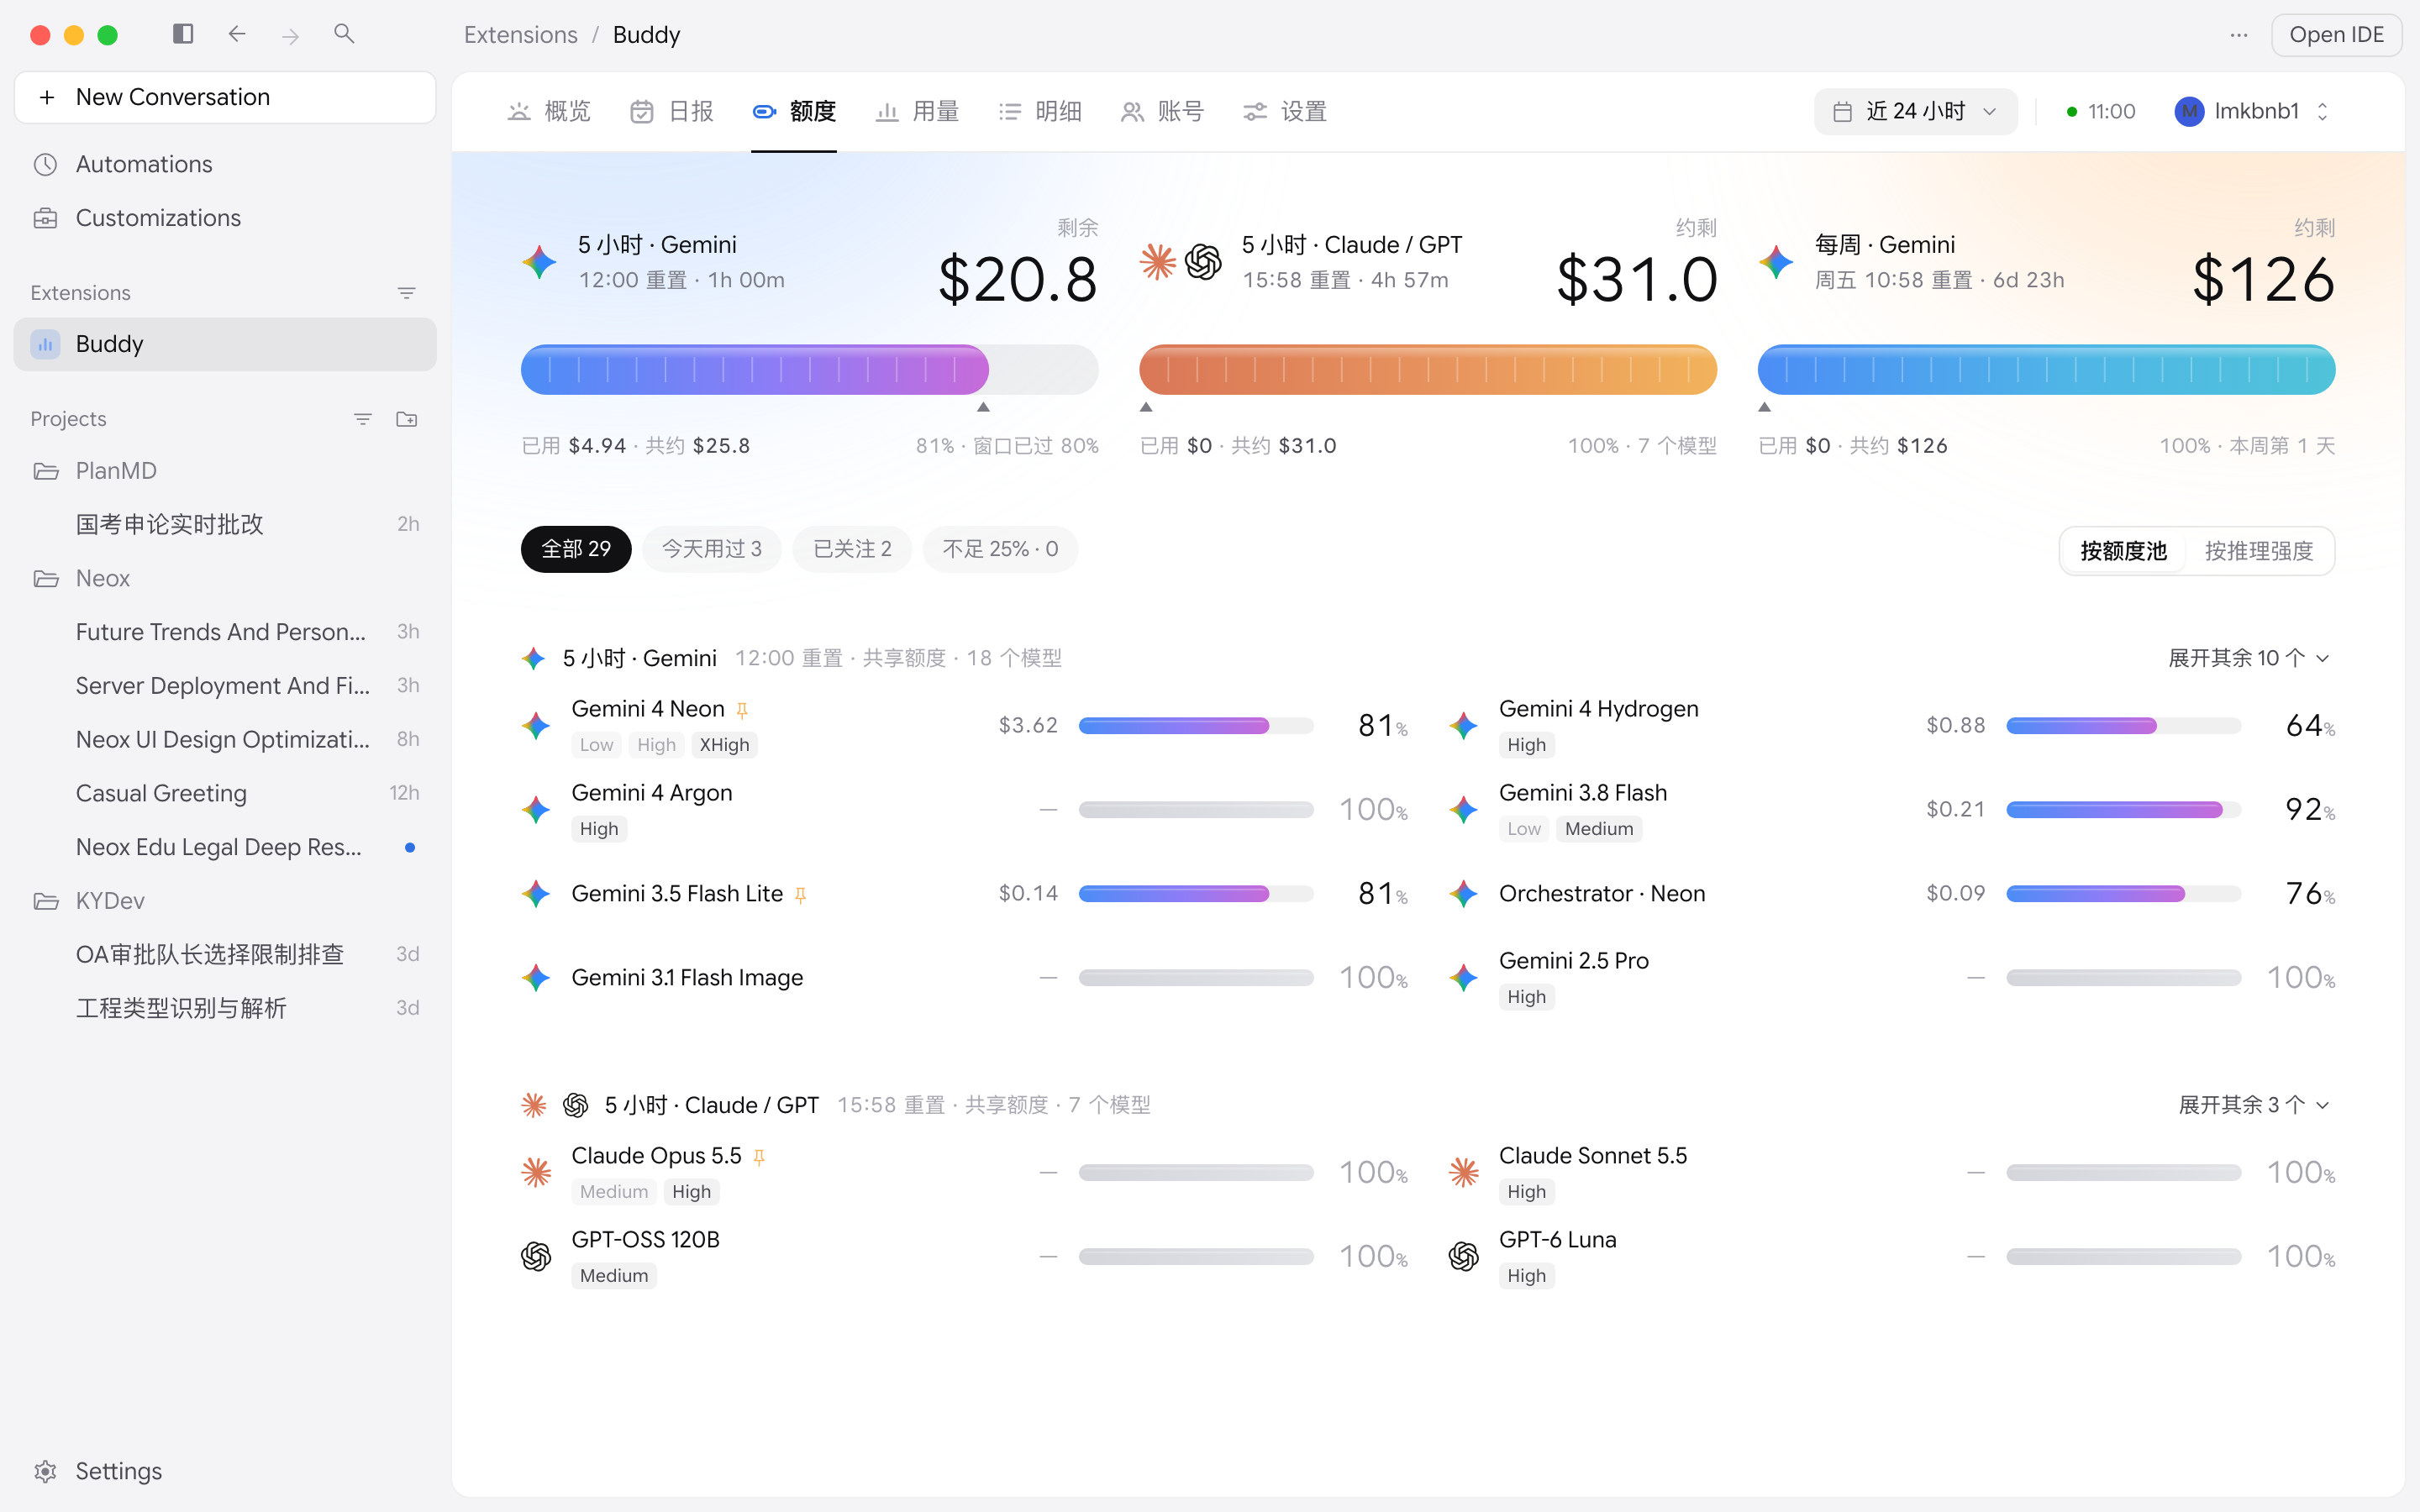 Extensions / Buddy
··· Open IDE
New Conversation
Automations
Customizations
Extensions
Buddy
Projects
PlanMD
国考申论实时批改 2h
Neox
Future Trends And Person... 3h
Server Deployment And Fi... 3h
Neox UI Design Optimizati... 8h
Casual Greeting 12h
Neox Edu Legal Deep Res...
KYDev
OA审批队长选择限制排查 3d
工程类型识别与解析 3d
Settings
概览 日报 额度 用量 明细 账号 设置
近 24 小时 11:00 M lmkbnb1
5 小时 · Gemini
12:00 重置 · 1h 00m
剩余
$20.8
已用 $4.94 · 共约 $25.8 81% · 窗口已过 80%
5 小时 · Claude / GPT
15:58 重置 · 4h 57m
约剩
$31.0
已用 $0 · 共约 $31.0 100% · 7 个模型
每周 · Gemini
周五 10:58 重置 · 6d 23h
约剩
$126
已用 $0 · 共约 $126 100% · 本周第 1 天
全部 29 今天用过 3 已关注 2 不足 25% · 0
按额度池 按推理强度
5 小时 · Gemini 12:00 重置 · 共享额度 · 18 个模型 展开其余 10 个
Gemini 4 Neon
Low High XHigh
$3.62 81%
Gemini 4 Hydrogen
High
$0.88 64%
Gemini 4 Argon
High
— 100%
Gemini 3.8 Flash
Low Medium
$0.21 92%
Gemini 3.5 Flash Lite $0.14 81%
Orchestrator · Neon $0.09 76%
Gemini 3.1 Flash Image — 100%
Gemini 2.5 Pro
High
— 100%
5 小时 · Claude / GPT 15:58 重置 · 共享额度 · 7 个模型 展开其余 3 个
Claude Opus 5.5
Medium High
— 100%
Claude Sonnet 5.5
High
— 100%
GPT-OSS 120B
Medium
— 100%
GPT-6 Luna
High
— 100%